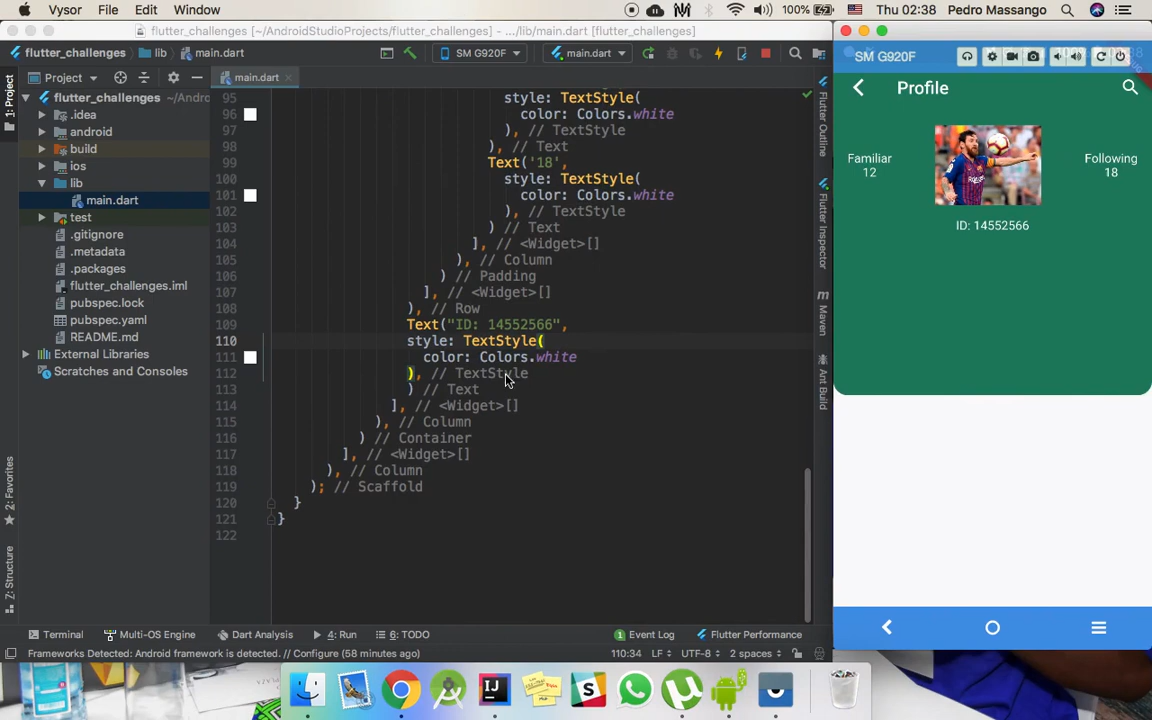 Vysor File Edit Window 100% Thu 02:38 Pedro Massango
flutter_challenges [~/AndroidStudioProjects/flutter_challenges] - .../lib/main.dart [flutter_challenges]
flutter_challenges lib main.dart SM G920F main.dart
Project main.dart
1: Project
2: Favorites
Z: Structure
flutter_challenges ~/Andro
.idea
android
build
ios
lib
main.dart
test
.gitignore
.metadata
.packages
flutter_challenges.iml
pubspec.lock
pubspec.yaml
README.md
External Libraries
Scratches and Consoles
95 style: TextStyle(
96 color: Colors.white
97 ), // TextStyle
98 ), // Text
99 Text('18',
100 style: TextStyle(
101 color: Colors.white
102 ), // TextStyle
103 ) // Text
104 ], // <Widget>[]
105 ), // Column
106 ) // Padding
107 ], // <Widget>[]
108 ), // Row
109 Text("ID: 14552566",
110 style: TextStyle(
111 color: Colors.white
112 ), // TextStyle
113 ) // Text
114 ], // <Widget>[]
115 ), // Column
116 ) // Container
117 ], // <Widget>[]
118 ), // Column
119 ); // Scaffold
120 }
121 }
122
Flutter Outline
Flutter Inspector
Maven
Ant Build
Terminal Multi-OS Engine Dart Analysis 4: Run 6: TODO 1 Event Log Flutter Performance
Frameworks Detected: Android framework is detected. // Configure (58 minutes ago) 110:34 LF UTF-8 2 spaces
SM G920F
Profile
Familiar
12
Following
18
ID: 14552566